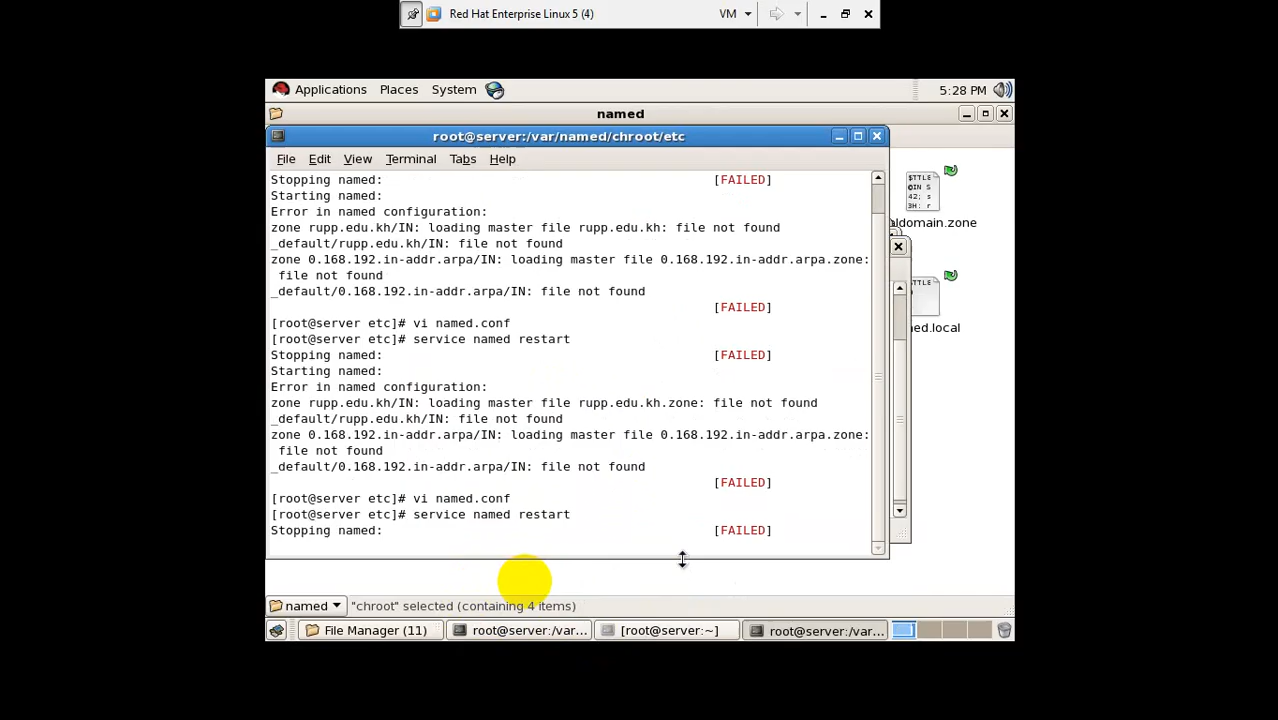 Red Hat Enterprise Linux 5 (4)
VM
Applications Places System
5:28 PM
named
root@server:/var/named/chroot/etc
File Edit View Terminal Tabs Help
Stopping named: [FAILED]
Starting named:
Error in named configuration:
zone rupp.edu.kh/IN: loading master file rupp.edu.kh: file not found
_default/rupp.edu.kh/IN: file not found
zone 0.168.192.in-addr.arpa/IN: loading master file 0.168.192.in-addr.arpa.zone:
file not found
_default/0.168.192.in-addr.arpa/IN: file not found
[FAILED]
[root@server etc]# vi named.conf
[root@server etc]# service named restart
Stopping named: [FAILED]
Starting named:
Error in named configuration:
zone rupp.edu.kh/IN: loading master file rupp.edu.kh.zone: file not found
_default/rupp.edu.kh/IN: file not found
zone 0.168.192.in-addr.arpa/IN: loading master file 0.168.192.in-addr.arpa.zone:
file not found
_default/0.168.192.in-addr.arpa/IN: file not found
[FAILED]
[root@server etc]# vi named.conf
[root@server etc]# service named restart
Stopping named: [FAILED]
$TTL
aldomain.zone
$TTL
ned.local
named "chroot" selected (containing 4 items)
File Manager (11) root@server:/var... [root@server:~] root@server:/var...